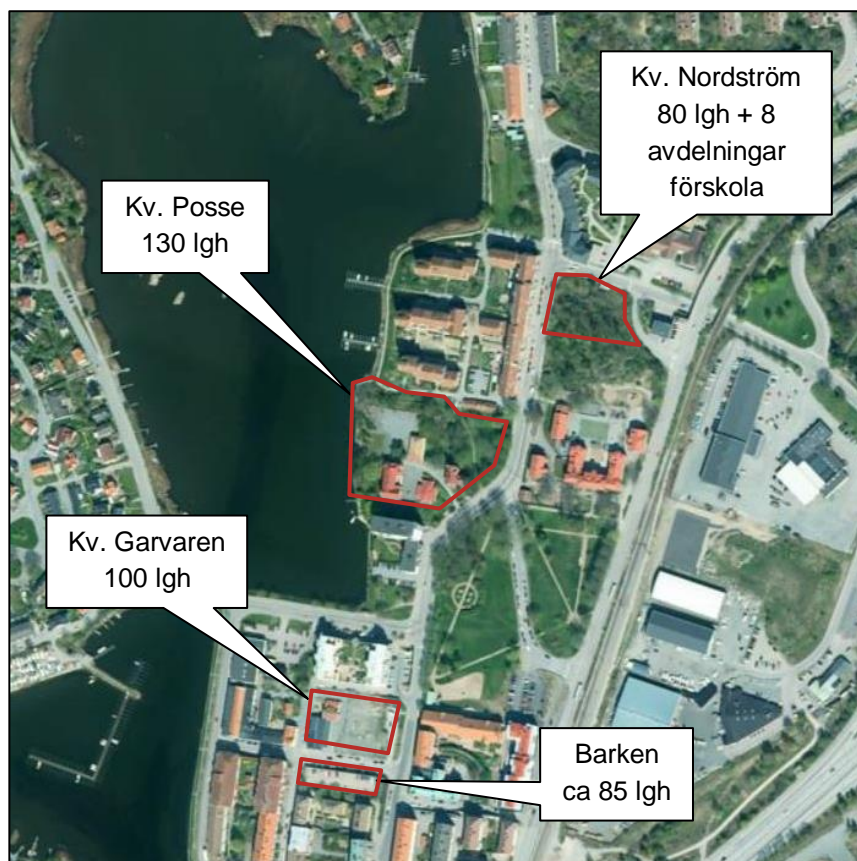 Kv. Nordström
80 lgh + 8
avdelningar
förskola
Kv. Posse
130 lgh
Kv. Garvaren
100 lgh
Barken
ca 85 lgh